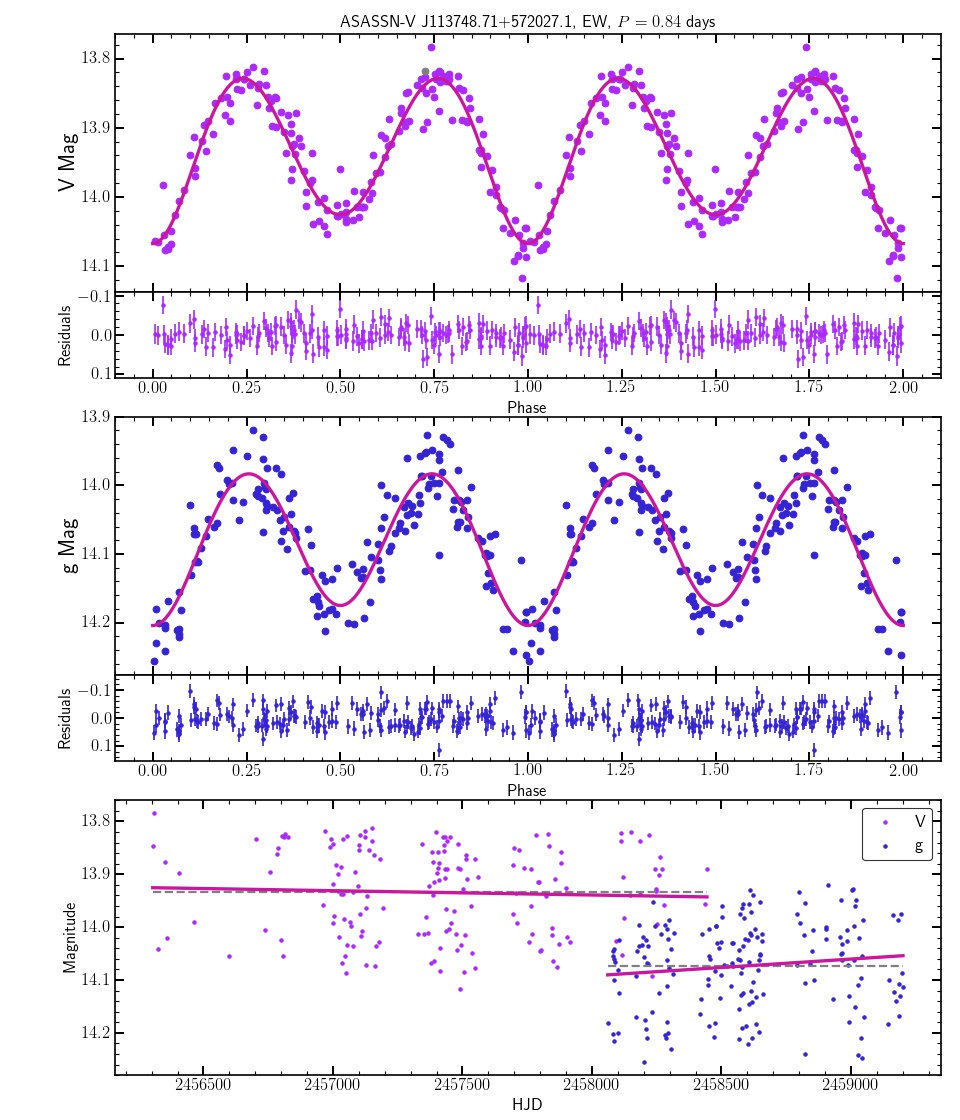 ASASSN-V J113748.71+572027.1, EW, P = 0.84 days
V Mag
13.8
13.9
14.0
14.1
Residuals
−0.1
0.0
0.1
0.00 0.25 0.50 0.75 1.00 1.25 1.50 1.75 2.00
Phase
g Mag
13.9
14.0
14.1
14.2
Residuals
−0.1
0.0
0.1
0.00 0.25 0.50 0.75 1.00 1.25 1.50 1.75 2.00
Phase
Magnitude
13.8
13.9
14.0
14.1
14.2
V
g
2456500 2457000 2457500 2458000 2458500 2459000
HJD